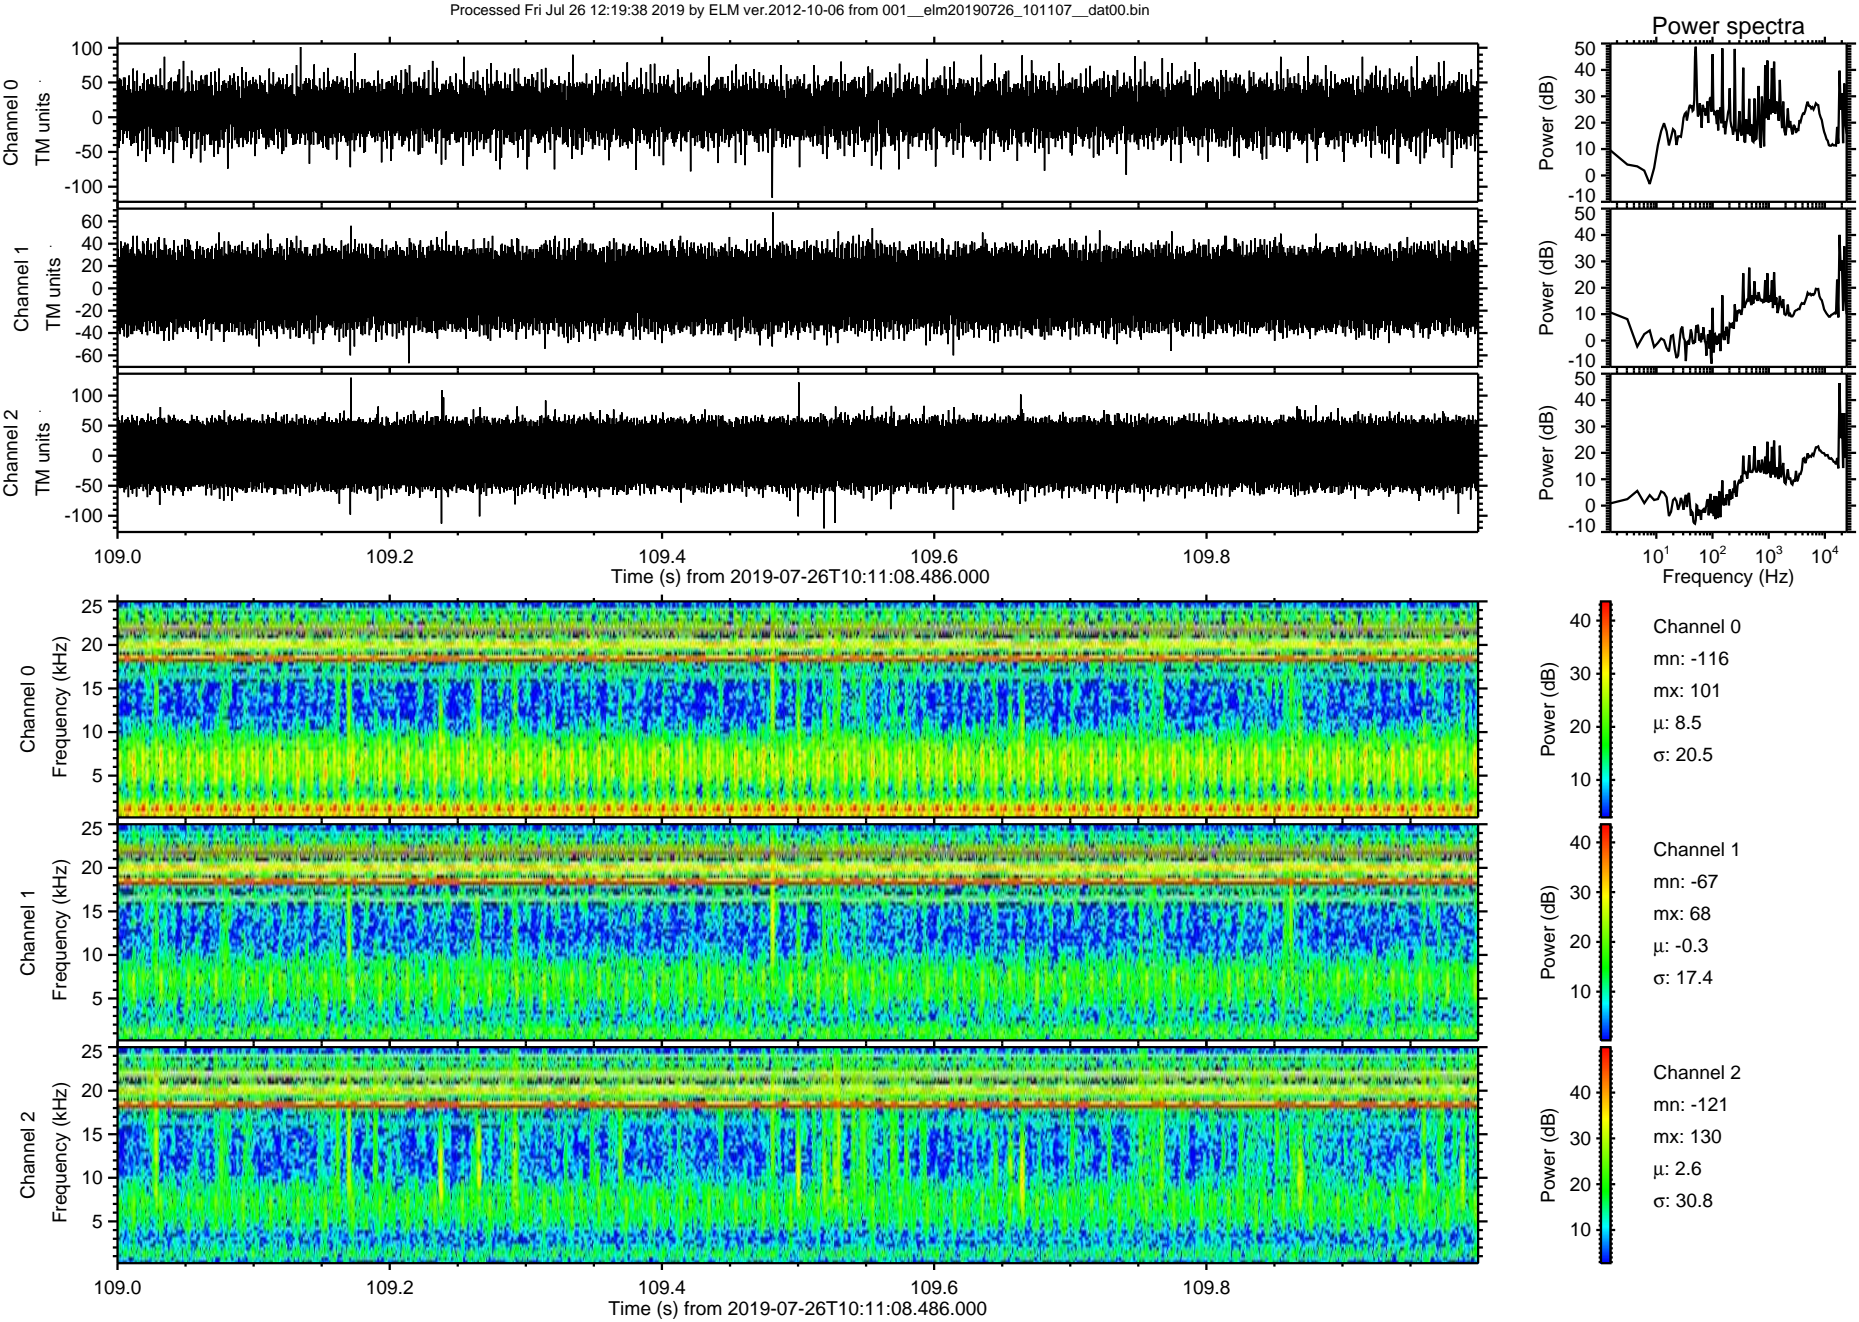 Processed Fri Jul 26 12:19:38 2019 by ELM ver.2012-10-06 from 001__elm20190726_101107__dat00.bin
Power spectra
Channel 0
TM units
100
50
0
-50
-100
Power (dB)
50
40
30
20
10
0
-10
Channel 1
TM units
60
40
20
0
-20
-40
-60
Power (dB)
50
40
30
20
10
0
-10
Channel 2
TM units
100
50
0
-50
-100
Power (dB)
50
40
30
20
10
0
-10
109.0 109.2 109.4 109.6 109.8
Time (s) from 2019-07-26T10:11:08.486.000
10¹ 10² 10³ 10⁴
Frequency (Hz)
Channel 0
Frequency (kHz)
25
20
15
10
5
Power (dB)
40
30
20
10
Channel 0
mn: -116
mx: 101
μ: 8.5
σ: 20.5
Channel 1
Frequency (kHz)
25
20
15
10
5
Power (dB)
40
30
20
10
Channel 1
mn: -67
mx: 68
μ: -0.3
σ: 17.4
Channel 2
Frequency (kHz)
25
20
15
10
5
Power (dB)
40
30
20
10
Channel 2
mn: -121
mx: 130
μ: 2.6
σ: 30.8
109.0 109.2 109.4 109.6 109.8
Time (s) from 2019-07-26T10:11:08.486.000